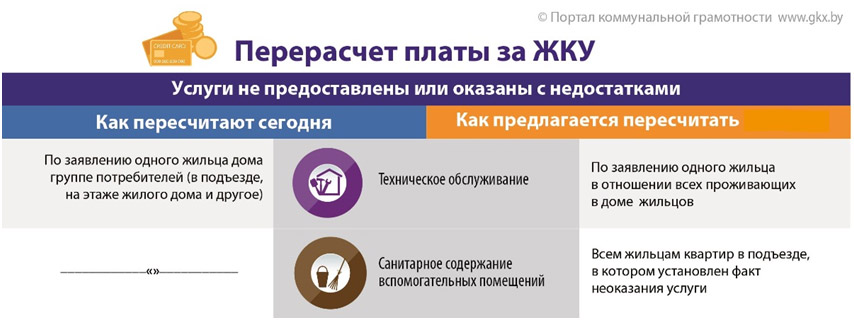 © Портал коммунальной грамотности www.gkx.by
CREDIT CARD
Перерасчет платы за ЖКУ
Услуги не предоставлены или оказаны с недостатками
Как пересчитают сегодня
Как предлагается пересчитать
По заявлению одного жильца дома
группе потребителей (в подъезде,
на этаже жилого дома и другое)
Техническое обслуживание
По заявлению одного жильца
в отношении всех проживающих
в доме жильцов
————«»————
Санитарное содержание
вспомогательных помещений
Всем жильцам квартир в подъезде,
в котором установлен факт
неоказания услуги